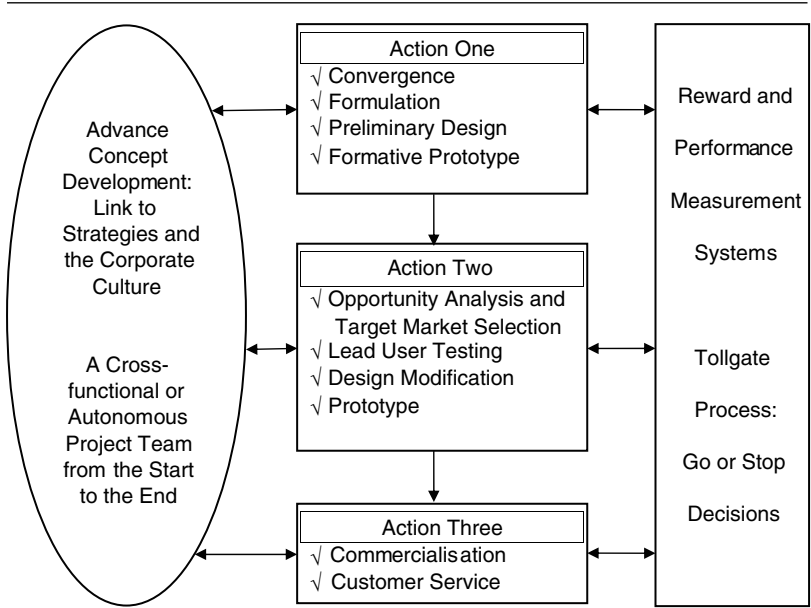 Advance
Concept
Development:
Link to
Strategies and
the Corporate
Culture
A Cross-
functional or
Autonomous
Project Team
from the Start
to the End
Action One
√ Convergence
√ Formulation
√ Preliminary Design
√ Formative Prototype
Action Two
√ Opportunity Analysis and
Target Market Selection
√ Lead User Testing
√ Design Modification
√ Prototype
Action Three
√ Commercialisation
√ Customer Service
Reward and
Performance
Measurement
Systems
Tollgate
Process:
Go or Stop
Decisions